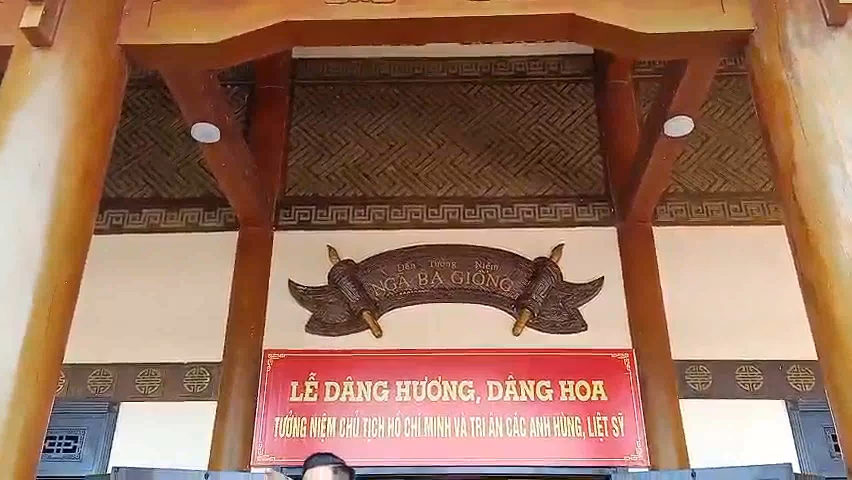 Đền Tưởng Niệm
NGÃ BA GIỒNG
LỄ DÂNG HƯƠNG, DÂNG HOA
TƯỞNG NIỆM CHỦ TỊCH HỒ CHÍ MINH VÀ TRI ÂN CÁC ANH HÙNG, LIỆT SỸ